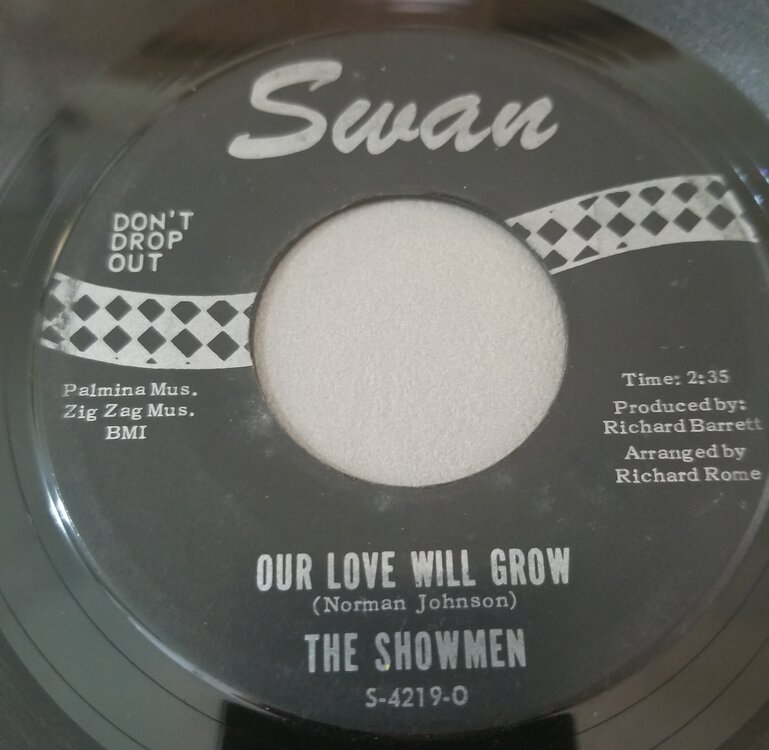 Swan
DON'T
DROP
OUT
Palmina Mus.
Zig Zag Mus.
BMI
Time: 2:35
Produced by:
Richard Barrett
Arranged by
Richard Rome
OUR LOVE WILL GROW
(Norman Johnson)
THE SHOWMEN
S-4219-O